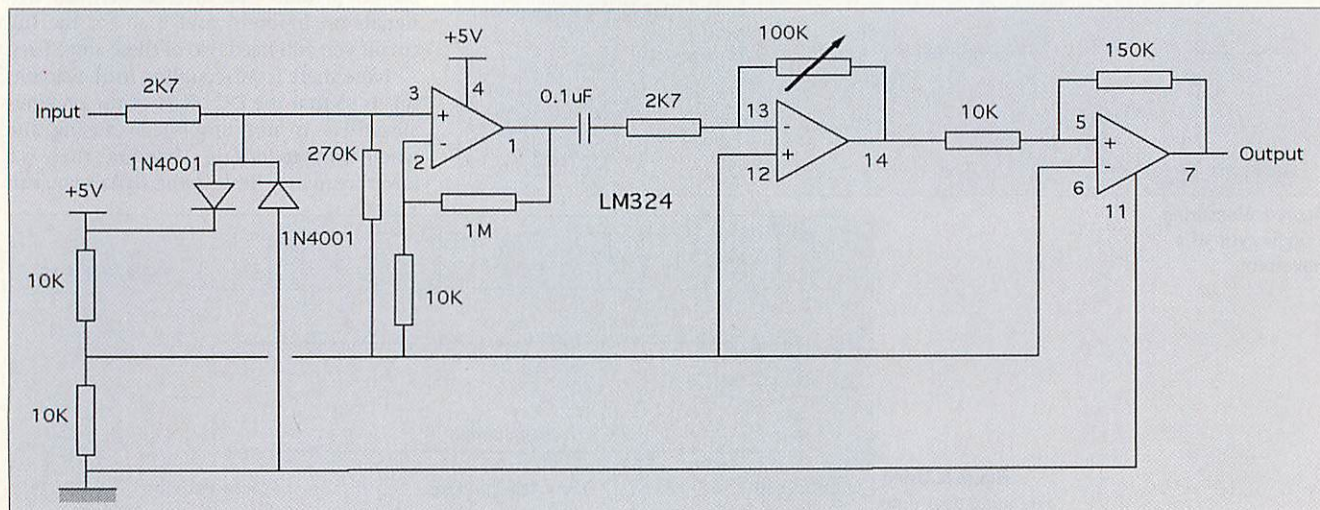 100K
150K
+5V
4
2K7
0.1uF
2K7
Input
3
+
13
-
10K
5
+
Output
1N4001
270K
-
2
1
+
12
14
-
6
7
+5V
LM324
11
1M
1N4001
10K
10K
10K